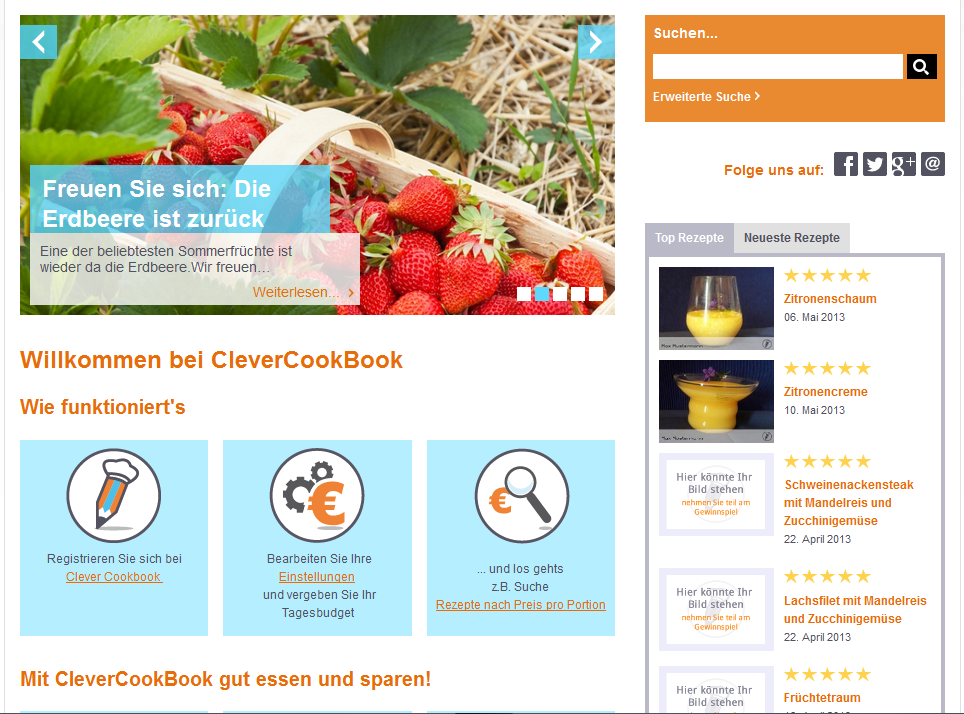 Freuen Sie sich: Die
Erdbeere ist zurück
Eine der beliebtesten Sommerfrüchte ist
wieder da die Erdbeere.Wir freuen...
Weiterlesen...
Willkommen bei CleverCookBook
Wie funktioniert's
Registrieren Sie sich bei
Clever Cookbook
Bearbeiten Sie Ihre
Einstellungen
und vergeben Sie Ihr
Tagesbudget
... und los gehts
z.B. Suche
Rezepte nach Preis pro Portion
Mit CleverCookBook gut essen und sparen!
Suchen...
Erweiterte Suche
Folge uns auf:
Top Rezepte
Neueste Rezepte
Zitronenschaum
06. Mai 2013
Zitronencreme
10. Mai 2013
Hier könnte Ihr
Bild stehen
nehmen Sie teil am
Gewinnspiel
Schweinenackensteak
mit Mandelreis und
Zucchinigemüse
22. April 2013
Hier könnte Ihr
Bild stehen
nehmen Sie teil am
Gewinnspiel
Lachsfilet mit Mandelreis
und Zucchinigemüse
22. April 2013
Hier könnte Ihr
Bild stehen
Früchtetraum